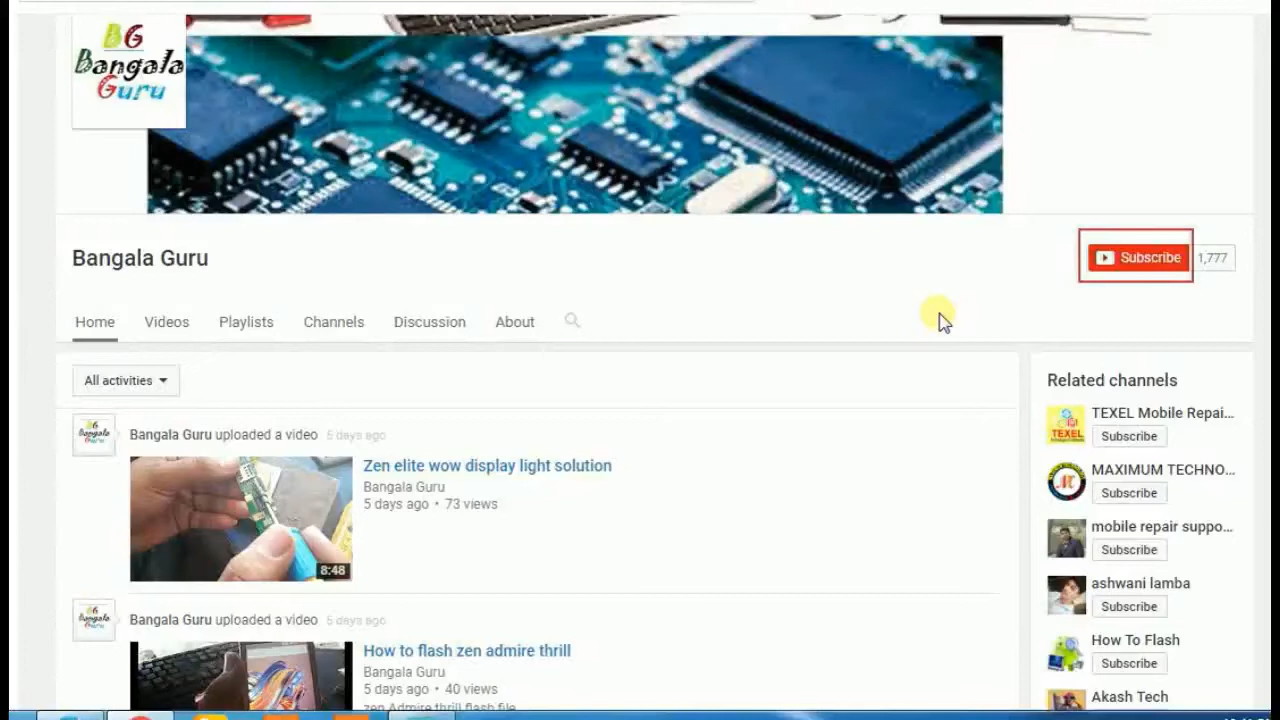 BG
Bangala
Guru
Bangala Guru
Subscribe 1,777
Home Videos Playlists Channels Discussion About
All activities
Bangala Guru uploaded a video 5 days ago
Zen elite wow display light solution
Bangala Guru
5 days ago • 73 views
8:48
Bangala Guru uploaded a video 5 days ago
How to flash zen admire thrill
Bangala Guru
5 days ago • 40 views
zen Admire thrill flash file
Related channels
TEXEL Mobile Repai...
Subscribe
MAXIMUM TECHNO...
Subscribe
mobile repair suppo...
Subscribe
ashwani lamba
Subscribe
How To Flash
Subscribe
Akash Tech